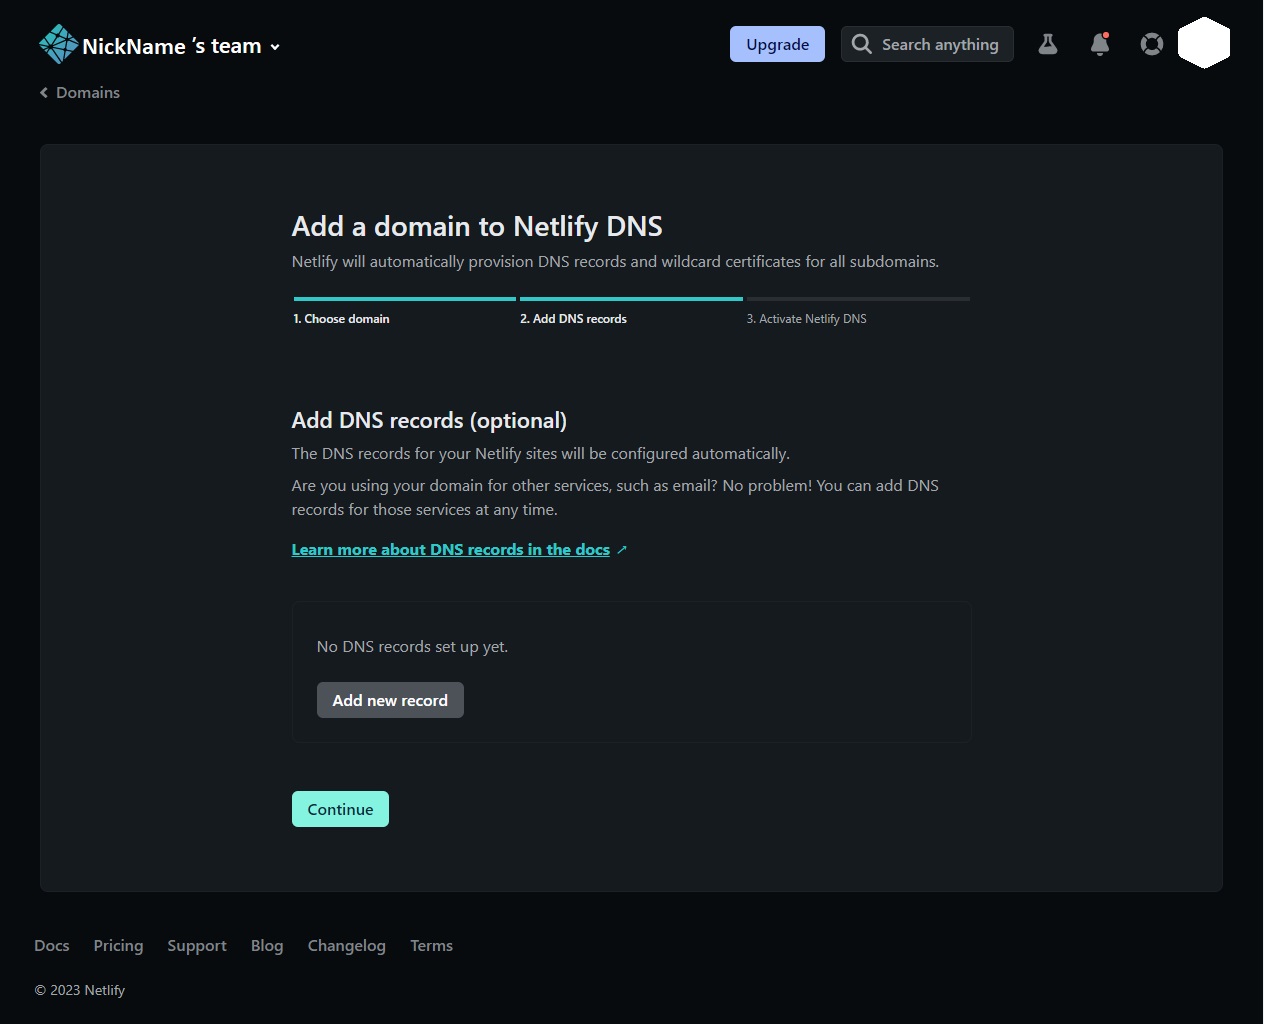 NickName 's team
Upgrade
Search anything
Domains
Add a domain to Netlify DNS
Netlify will automatically provision DNS records and wildcard certificates for all subdomains.
1. Choose domain
2. Add DNS records
3. Activate Netlify DNS
Add DNS records (optional)
The DNS records for your Netlify sites will be configured automatically.
Are you using your domain for other services, such as email? No problem! You can add DNS
records for those services at any time.
Learn more about DNS records in the docs
No DNS records set up yet.
Add new record
Continue
Docs Pricing Support Blog Changelog Terms
© 2023 Netlify